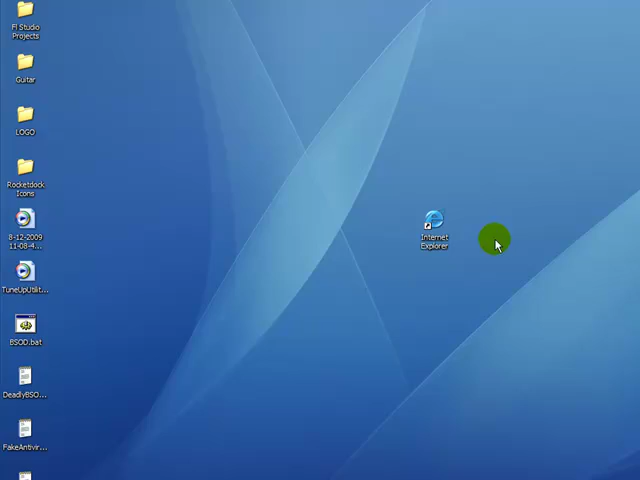 Fl Studio
Projects
Guitar
LOGO
Rocketdock
Icons
8-12-2009
11-08-4...
TuneUpUtilit...
BSOD.bat
DeadlyBSO...
FakeAntivir...
Internet
Explorer